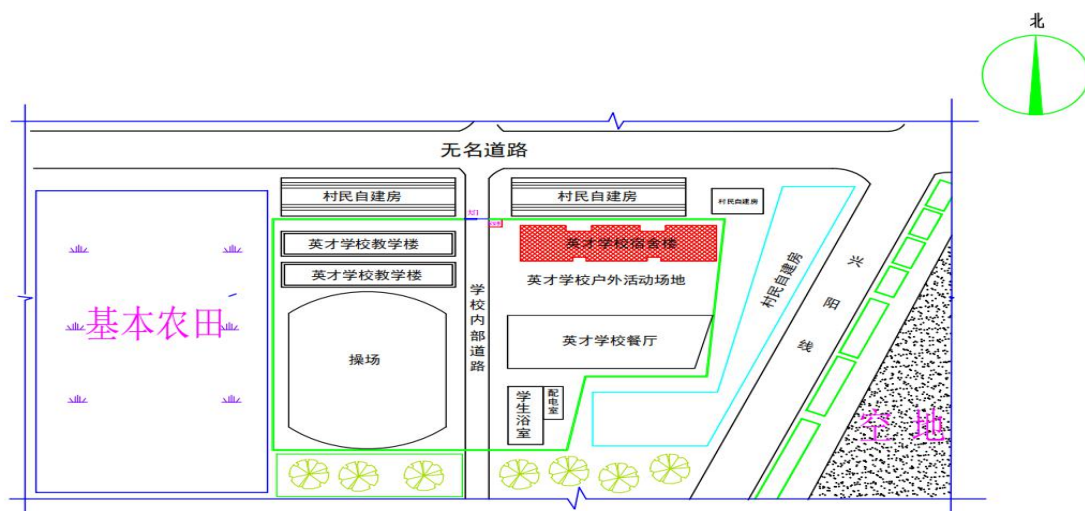 北
无名道路
村民自建房
村民自建房
村民自建房
大门
英才学校教学楼
英才学校宿舍楼
英才学校教学楼
英才学校户外活动场地
学校内部道路
村民自建房
兴阳线
基本农田
操场
英才学校餐厅
学生浴室
配电室
空 地